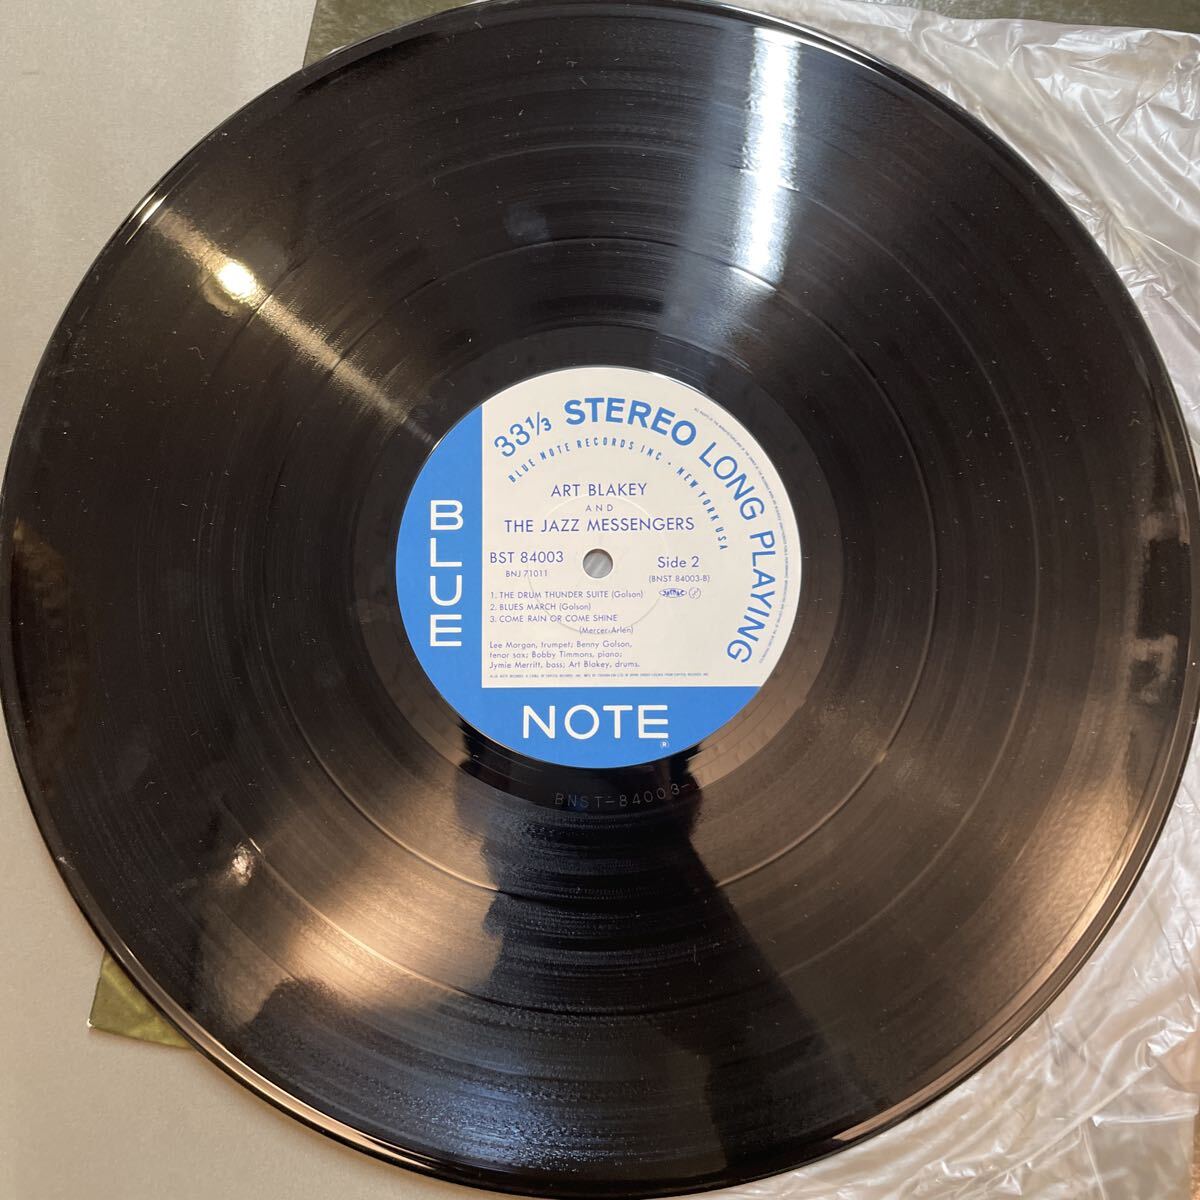 33⅓ STEREO LONG PLAYING
BLUE NOTE RECORDS INC • NEW YORK USA
ART BLAKEY
AND
THE JAZZ MESSENGERS
BST 84003
BNJ 71011
Side 2
(BNST 84003-B)
1. THE DRUM THUNDER SUITE (Golson)
2. BLUES MARCH (Golson)
3. COME RAIN OR COME SHINE
(Mercer-Arlen)
Lee Morgan, trumpet; Benny Golson,
tenor sax; Bobby Timmons, piano;
Jymie Merritt, bass; Art Blakey, drums.
BLUE
NOTE
®
BNST-84003-